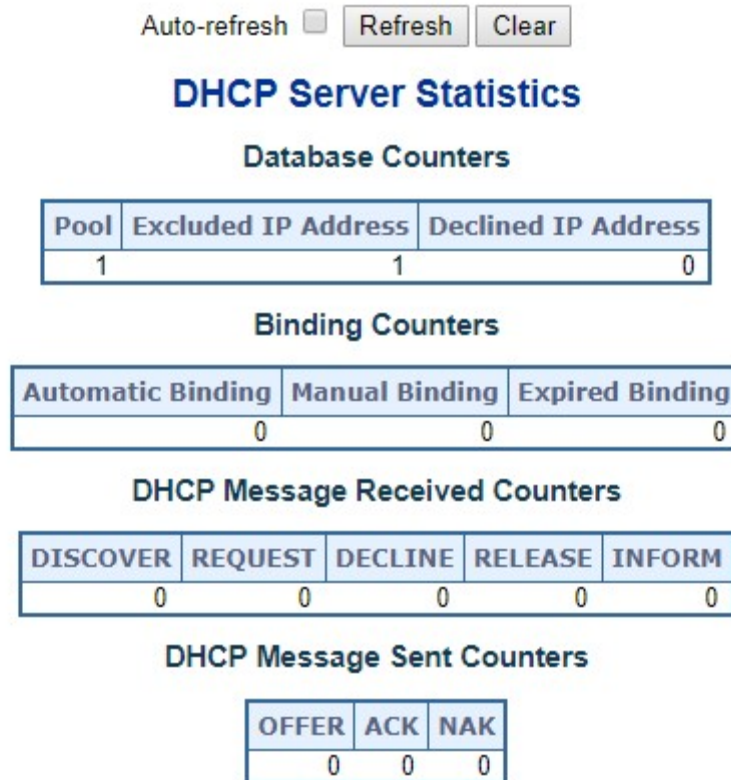 Auto-refresh Refresh Clear
DHCP Server Statistics
Database Counters
Pool Excluded IP Address Declined IP Address
1 1 0
Binding Counters
Automatic Binding Manual Binding Expired Binding
0 0 0
DHCP Message Received Counters
DISCOVER REQUEST DECLINE RELEASE INFORM
0 0 0 0 0
DHCP Message Sent Counters
OFFER ACK NAK
0 0 0